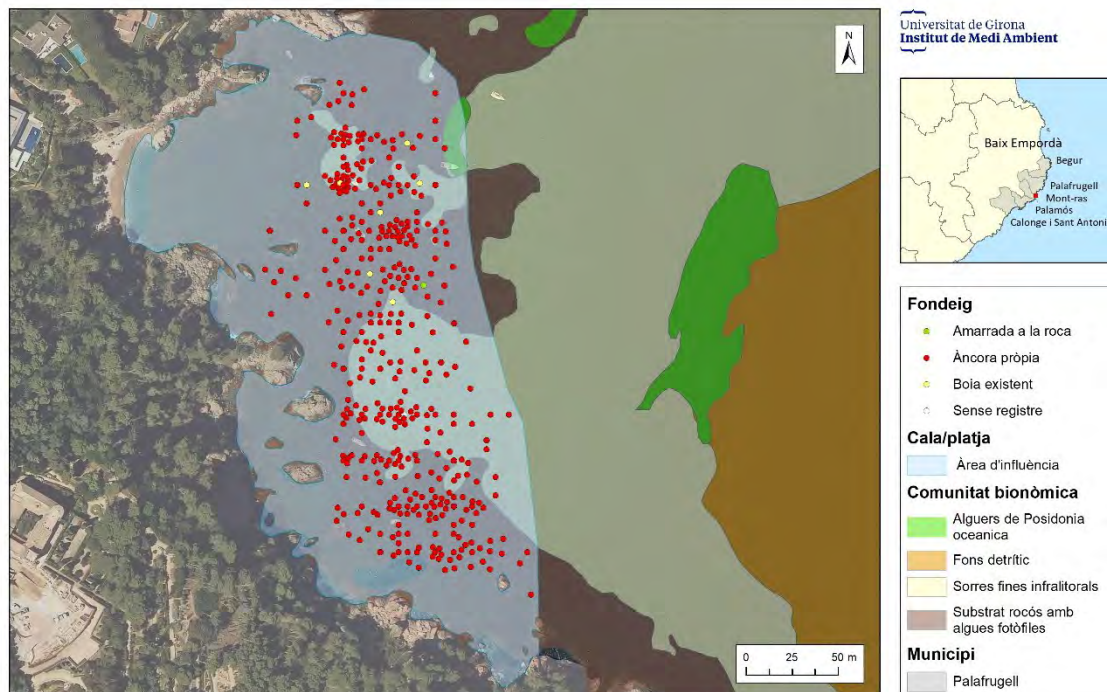 N
0 25 50 m
Universitat de Girona
Institut de Medi Ambient
Baix Empordà
Begur
Palafrugell
Mont-ras
Palamós
Calonge i Sant Antoni
Fondeig
Amarrada a la roca
Àncora pròpia
Boia existent
Sense registre
Cala/platja
Àrea d'influència
Comunitat bionòmica
Alguers de Posidonia
oceanica
Fons detrític
Sorres fines infralitorals
Substrat rocós amb
algues fotòfiles
Municipi
Palafrugell